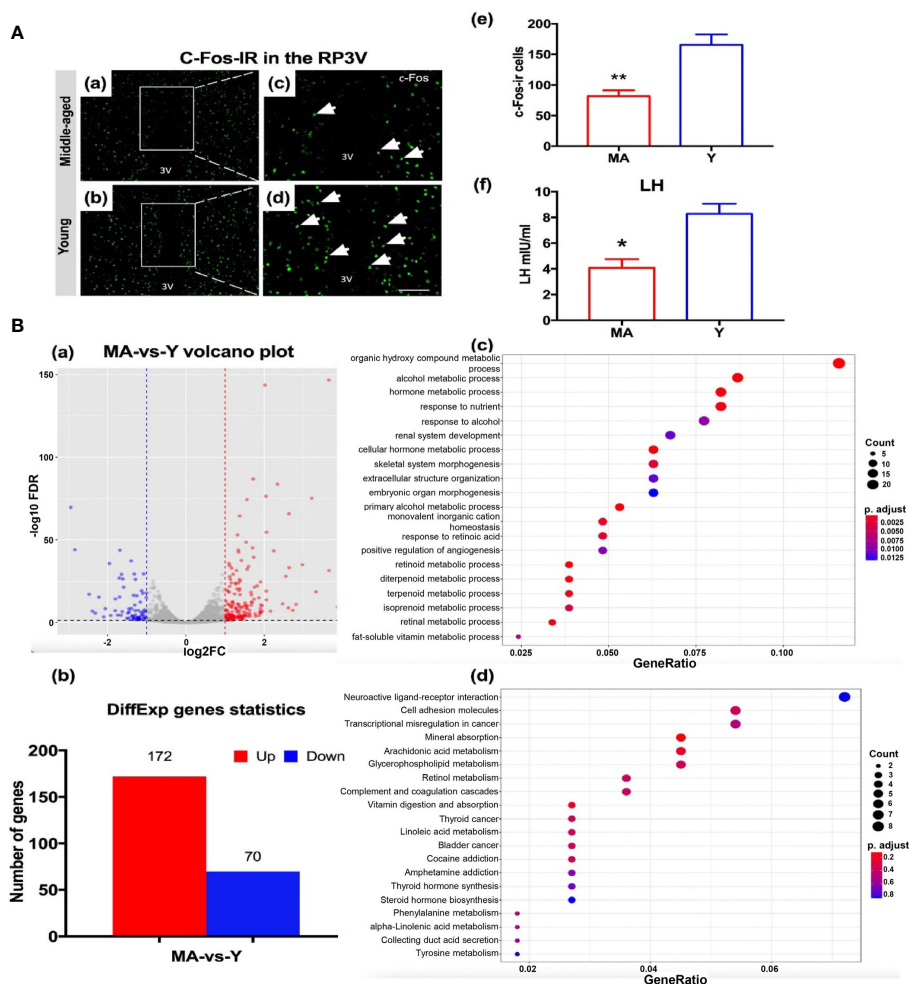 A
C-Fos-IR in the RP3V
Middle-aged
Young
(a)
3V
(c)
c-Fos
3V
(b)
3V
(d)
3V
(e)
c-Fos-ir cells
200
150
100
50
0
**
MA
Y
(f)
LH
LH mIU/ml
10
8
6
4
2
0
*
MA
Y
B
(a)
MA-vs-Y volcano plot
-log10 FDR
150
100
50
0
-2
0
2
log2FC
(b)
DiffExp genes statistics
Number of genes
200
150
100
50
0
172
70
Up
Down
MA-vs-Y
(c)
organic hydroxy compound metabolic
process
alcohol metabolic process
hormone metabolic process
response to nutrient
response to alcohol
renal system development
cellular hormone metabolic process
skeletal system morphogenesis
extracellular structure organization
embryonic organ morphogenesis
primary alcohol metabolic process
monovalent inorganic cation
homeostasis
response to retinoic acid
positive regulation of angiogenesis
retinoid metabolic process
diterpenoid metabolic process
terpenoid metabolic process
isoprenoid metabolic process
retinal metabolic process
fat-soluble vitamin metabolic process
0.025
0.050
0.075
0.100
GeneRatio
Count
5
10
15
20
p. adjust
0.0025
0.0050
0.0075
0.0100
0.0125
(d)
Neuroactive ligand-receptor interaction
Cell adhesion molecules
Transcriptional misregulation in cancer
Mineral absorption
Arachidonic acid metabolism
Glycerophospholipid metabolism
Retinol metabolism
Complement and coagulation cascades
Vitamin digestion and absorption
Thyroid cancer
Linoleic acid metabolism
Bladder cancer
Cocaine addiction
Amphetamine addiction
Thyroid hormone synthesis
Steroid hormone biosynthesis
Phenylalanine metabolism
alpha-Linolenic acid metabolism
Collecting duct acid secretion
Tyrosine metabolism
0.02
0.04
0.06
GeneRatio
Count
2
3
4
5
6
7
8
p. adjust
0.2
0.4
0.6
0.8